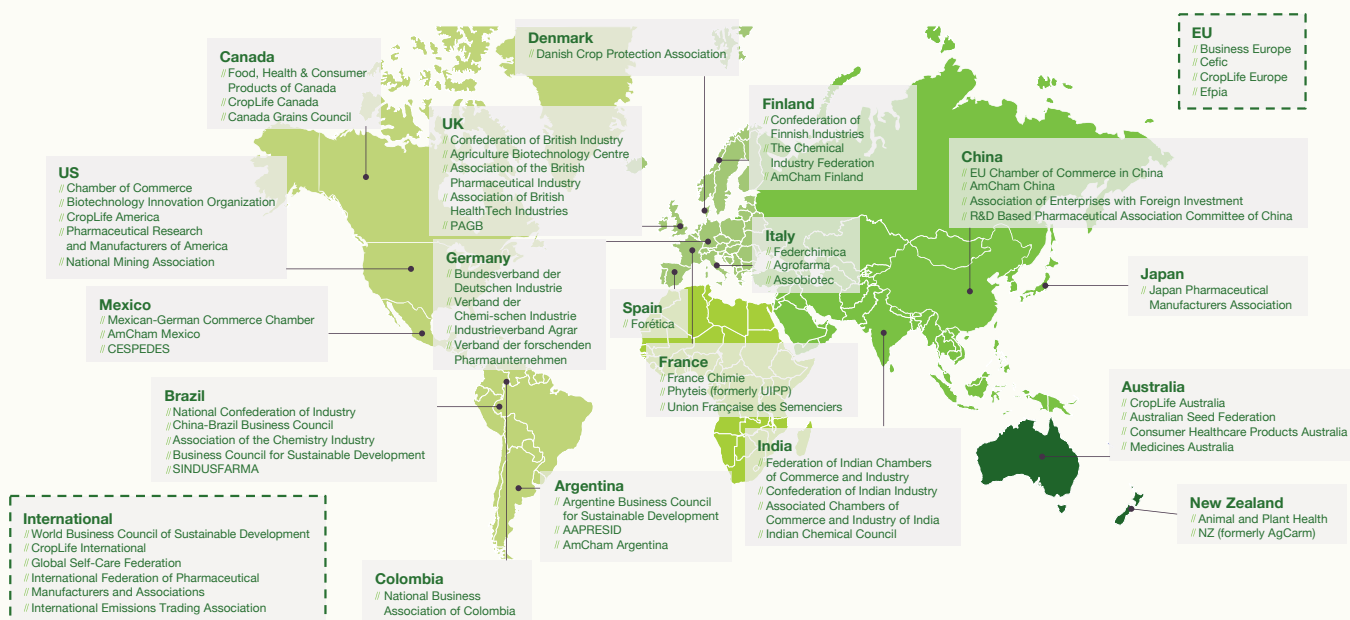 Canada
// Food, Health & Consumer
Products of Canada
// CropLife Canada
// Canada Grains Council
Denmark
// Danish Crop Protection Association
EU
// Business Europe
// Cefic
// CropLife Europe
// Efpia
UK
// Confederation of British Industry
// Agriculture Biotechnology Centre
// Association of the British
Pharmaceutical Industry
// Association of British
HealthTech Industries
// PAGB
Finland
// Confederation of
Finnish Industries
// The Chemical
Industry Federation
// AmCham Finland
China
// EU Chamber of Commerce in China
// AmCham China
// Association of Enterprises with Foreign Investment
// R&D Based Pharmaceutical Association Committee of China
US
// Chamber of Commerce
// Biotechnology Innovation Organization
// CropLife America
// Pharmaceutical Research
and Manufacturers of America
// National Mining Association
Germany
// Bundesverband der
Deutschen Industrie
// Verband der
Chemi-schen Industrie
// Industrieverband Agrar
// Verband der forschenden
Pharmaunternehmen
Italy
// Federchimica
// Agrofarma
// Assobiotec
Japan
// Japan Pharmaceutical
Manufacturers Association
Mexico
// Mexican-German Commerce Chamber
// AmCham Mexico
// CESPEDES
Spain
// Forética
France
// France Chimie
// Phyteis (formerly UIPP)
// Union Française des Semenciers
Brazil
// National Confederation of Industry
// China-Brazil Business Council
// Association of the Chemistry Industry
// Business Council for Sustainable Development
// SINDUSFARMA
Australia
// CropLife Australia
// Australian Seed Federation
// Consumer Healthcare Products Australia
// Medicines Australia
India
// Federation of Indian Chambers
of Commerce and Industry
// Confederation of Indian Industry
// Associated Chambers of
Commerce and Industry of India
// Indian Chemical Council
Argentina
// Argentine Business Council
for Sustainable Development
// AAPRESID
// AmCham Argentina
New Zealand
// Animal and Plant Health
// NZ (formerly AgCarm)
International
// World Business Council of Sustainable Development
// CropLife International
// Global Self-Care Federation
// International Federation of Pharmaceutical
// Manufacturers and Associations
// International Emissions Trading Association
Colombia
// National Business
Association of Colombia